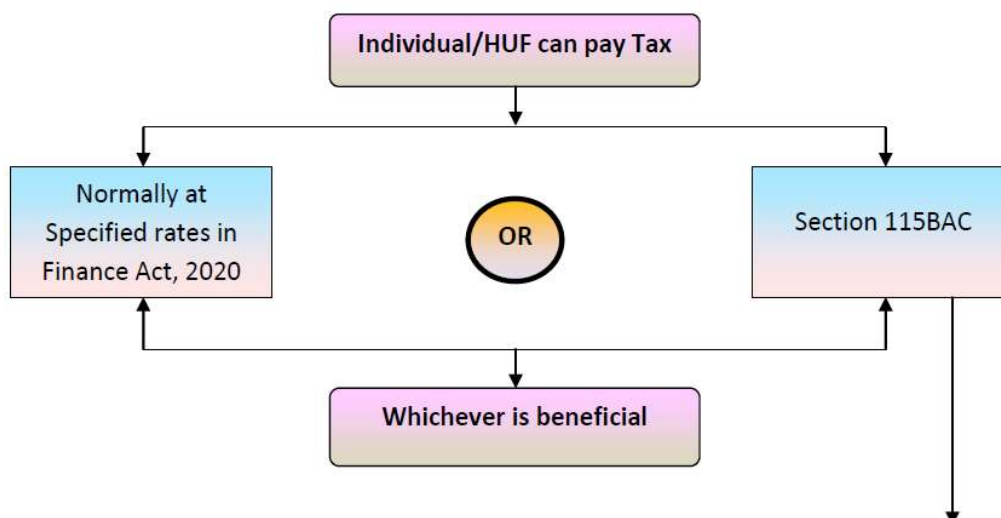 Individual/HUF can pay Tax
Normally at
Specified rates in
Finance Act, 2020
OR
Section 115BAC
Whichever is beneficial